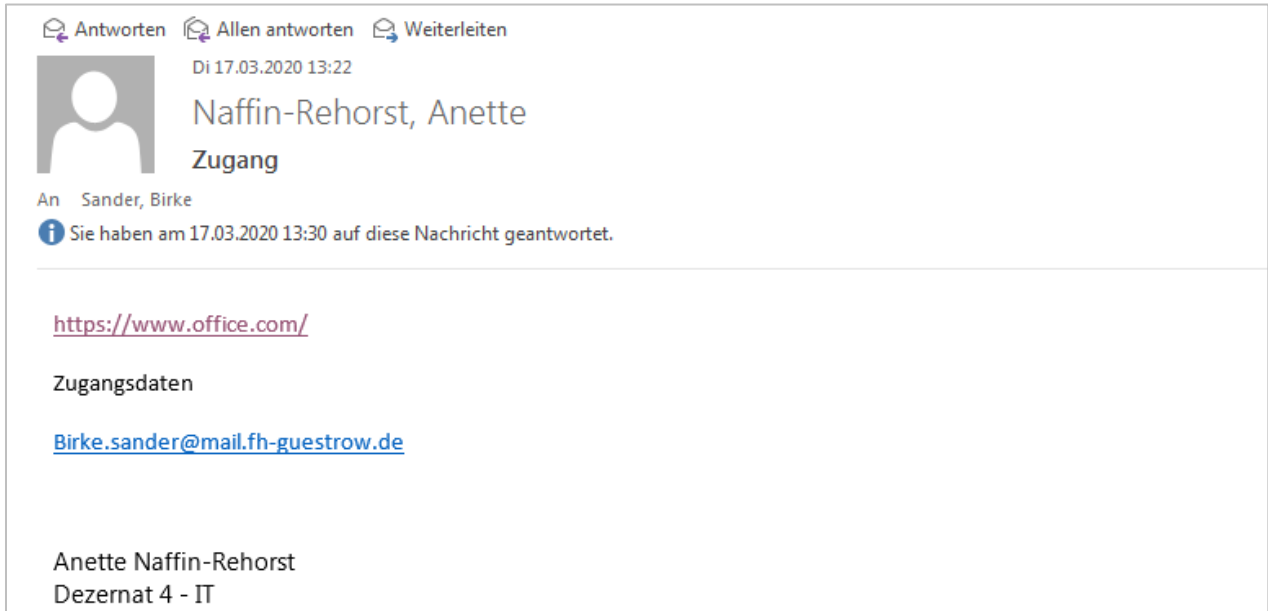 Antworten Allen antworten Weiterleiten
Di 17.03.2020 13:22
Naffin-Rehorst, Anette
Zugang
An Sander, Birke
Sie haben am 17.03.2020 13:30 auf diese Nachricht geantwortet.
https://www.office.com/
Zugangsdaten
Birke.sander@mail.fh-guestrow.de
Anette Naffin-Rehorst
Dezernat 4 - IT